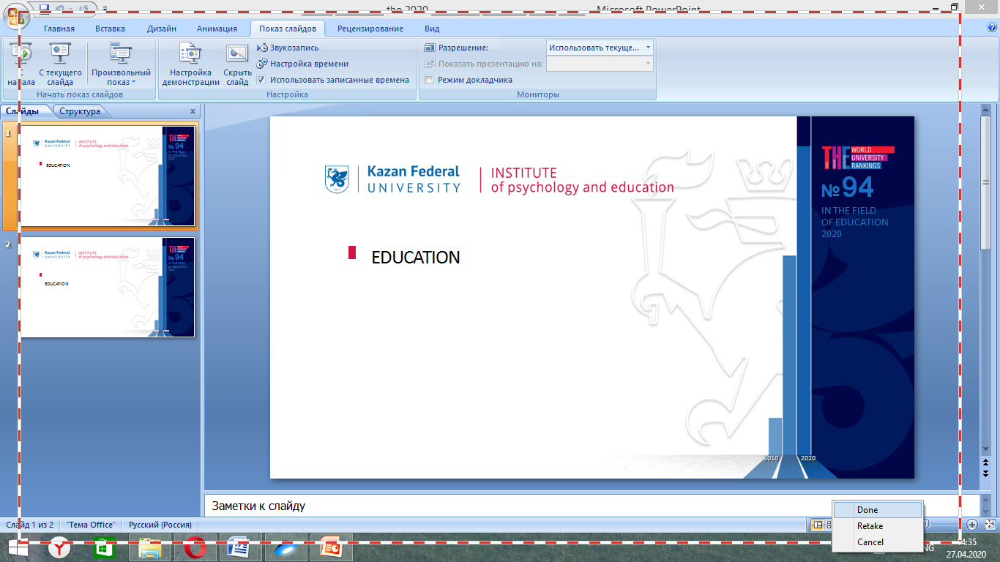 the 2020
Microsoft PowerPoint
Главная Вставка Дизайн Анимация Показ слайдов Рецензирование Вид
С начала
С текущего слайда
Произвольный показ
Начать показ слайдов
Настройка демонстрации
Скрыть слайд
Звукозапись
Настройка времени
Использовать записанные времена
Настройка
Разрешение: Использовать текуще...
Показать презентацию на:
Режим докладчика
Мониторы
Слайды Структура x
1
Kazan Federal
UNIVERSITY
INSTITUTE
of psychology and education
THE
№ 94
IN THE FIELD
OF EDUCATION
2020
EDUCATION
2
Kazan Federal
UNIVERSITY
INSTITUTE
of psychology and education
THE
№ 94
IN THE FIELD
OF EDUCATION
2020
EDUCATION
Kazan Federal
UNIVERSITY
INSTITUTE
of psychology and education
THE WORLD
UNIVERSITY
RANKINGS
№94
IN THE FIELD
OF EDUCATION
2020
EDUCATION
2010 2020
Заметки к слайду
Done
Retake
Cancel
Слайд 1 из 2 "Тема Office" Русский (Россия)
27.04.2020